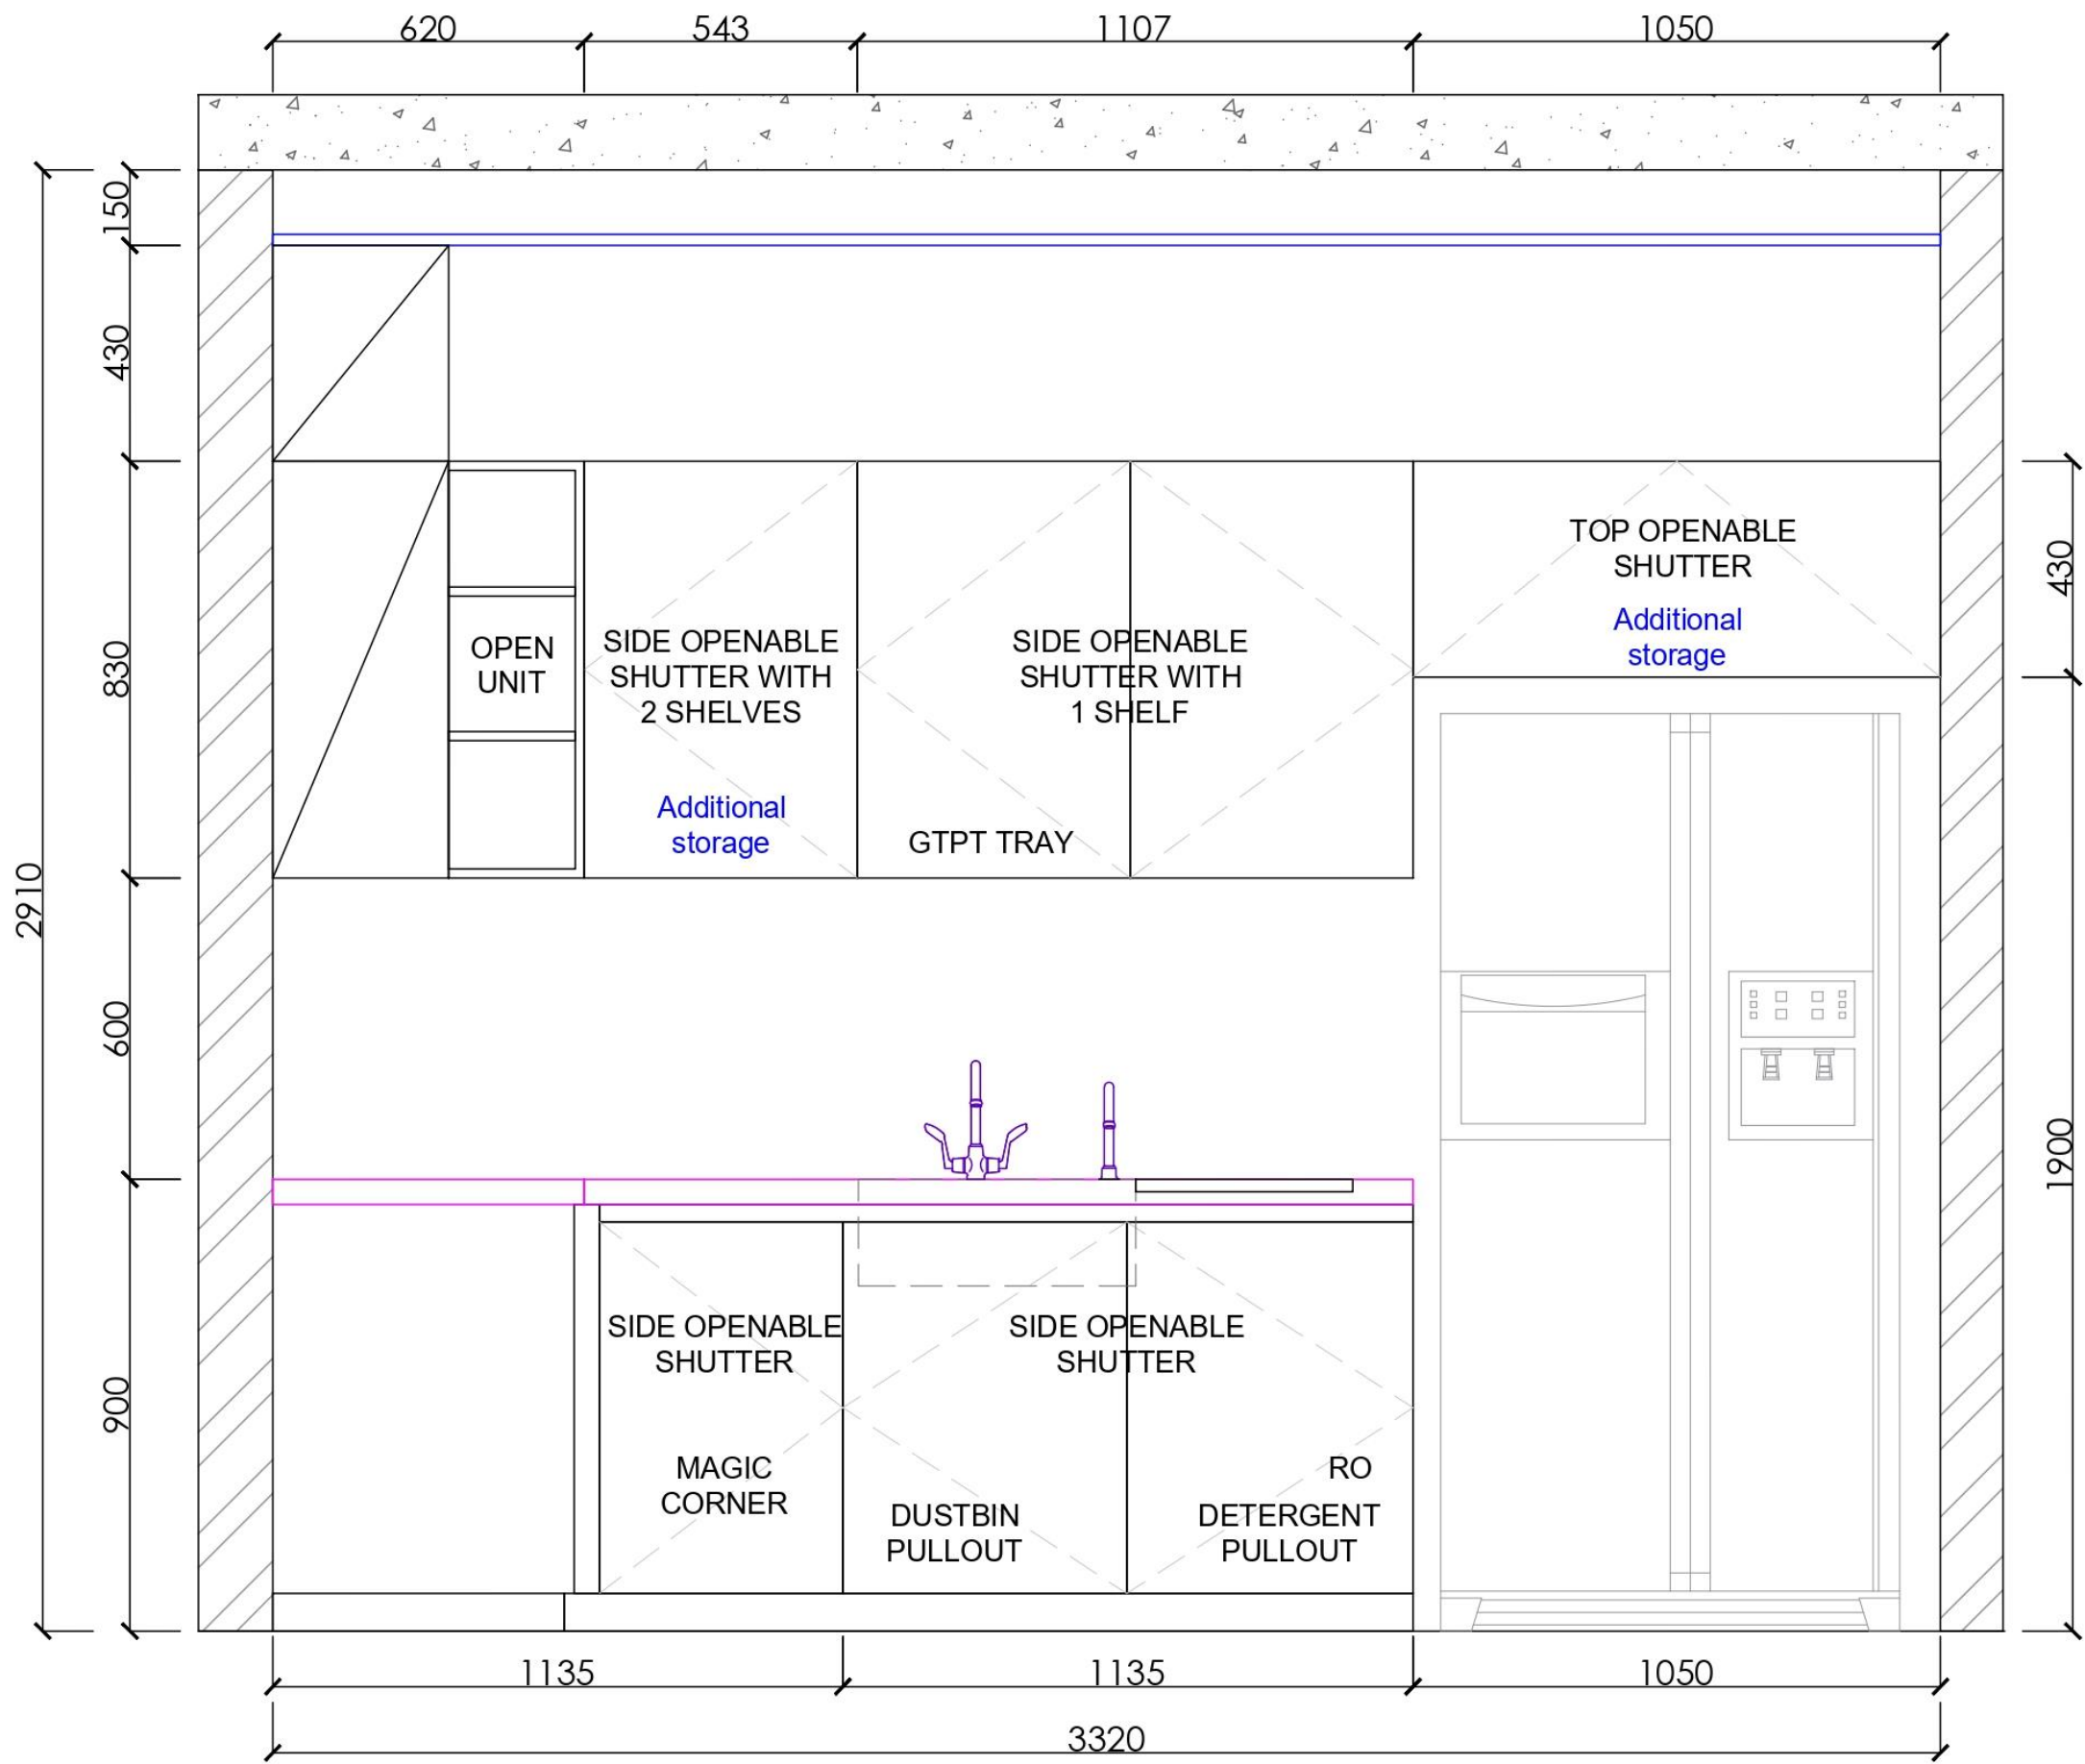 620
543
1107
1050
150
430
830
2910
600
900
430
1900
TOP OPENABLE
SHUTTER
Additional
storage
OPEN
UNIT
SIDE OPENABLE
SHUTTER WITH
2 SHELVES
Additional
storage
SIDE OPENABLE
SHUTTER WITH
1 SHELF
GTPT TRAY
SIDE OPENABLE
SHUTTER
MAGIC
CORNER
SIDE OPENABLE
SHUTTER
DUSTBIN
PULLOUT
RO
DETERGENT
PULLOUT
1135
1135
1050
3320